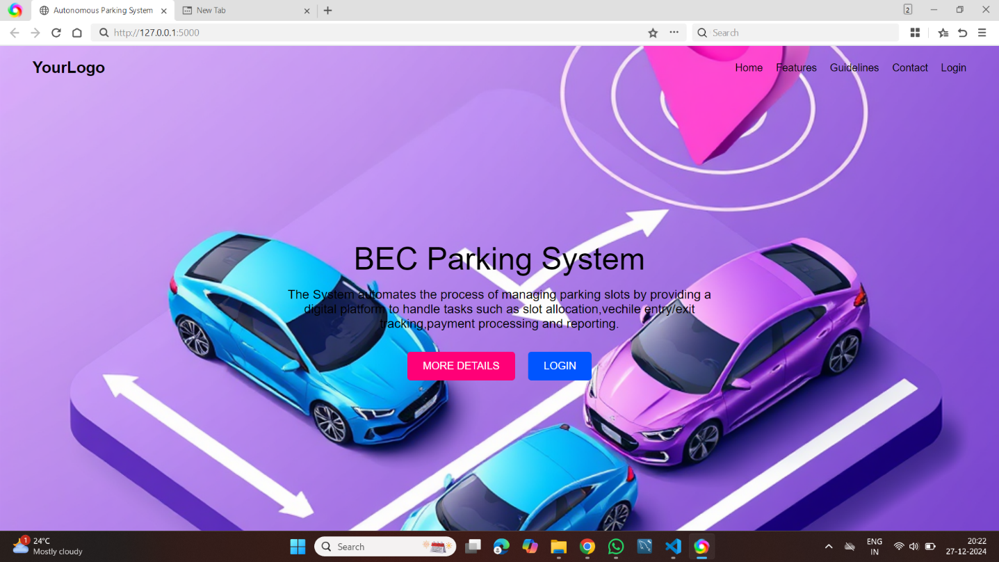 Autonomous Parking System
New Tab
2
http://127.0.0.1:5000
Search
YourLogo
Home Features Guidelines Contact Login
BEC Parking System
The System automates the process of managing parking slots by providing a
digital platform to handle tasks such as slot allocation,vechile entry/exit
tracking,payment processing and reporting.
MORE DETAILS LOGIN
1
24°C
Mostly cloudy
Search
ENG
IN
20:22
27-12-2024